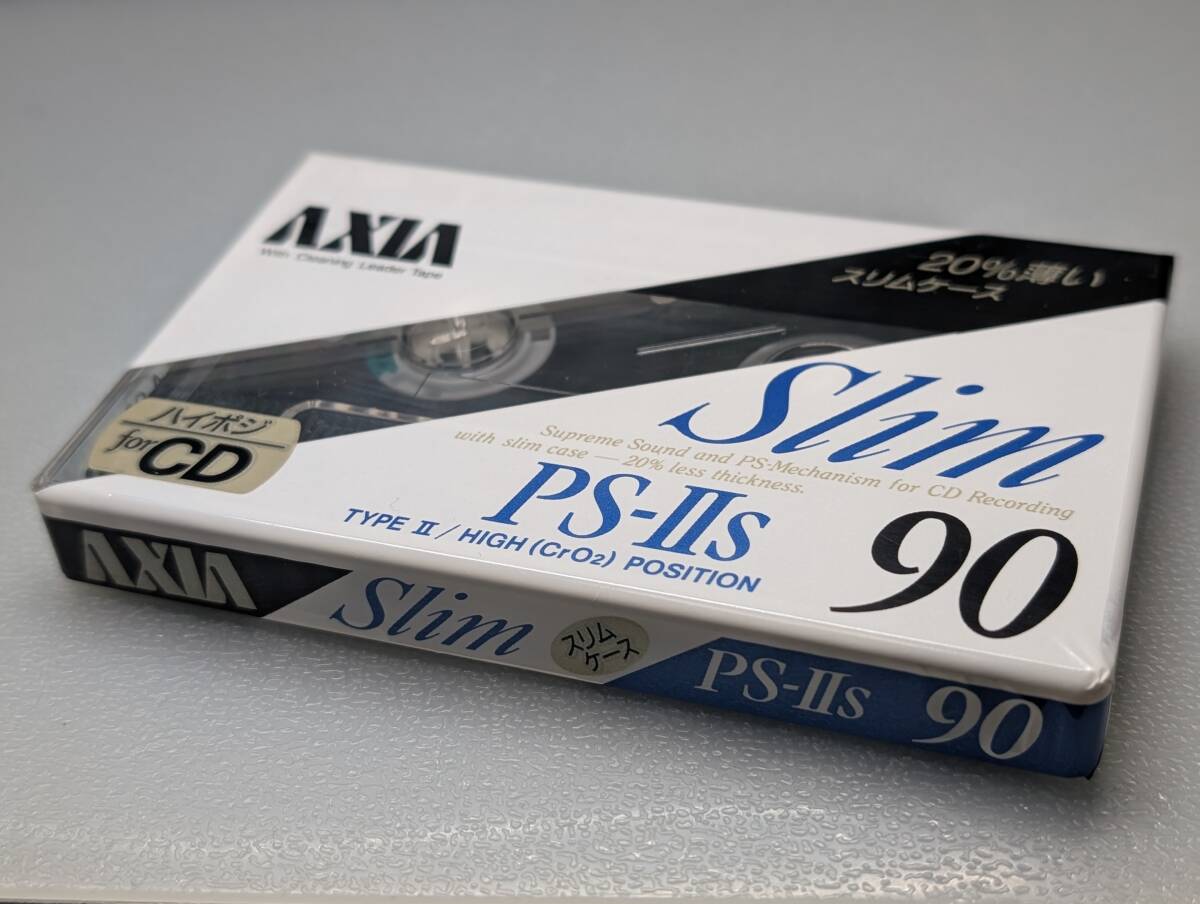 AXIA
With Cleaning Leader Tape
20%薄い
スリムケース
Slim
Supreme Sound and PS-Mechanism for CD Recording
with slim case — 20% less thickness.
ハイポジ
for CD
PS-IIs
TYPE II/HIGH (CrO2) POSITION
90
AXIA
Slim
スリム
ケース
PS-IIs
90